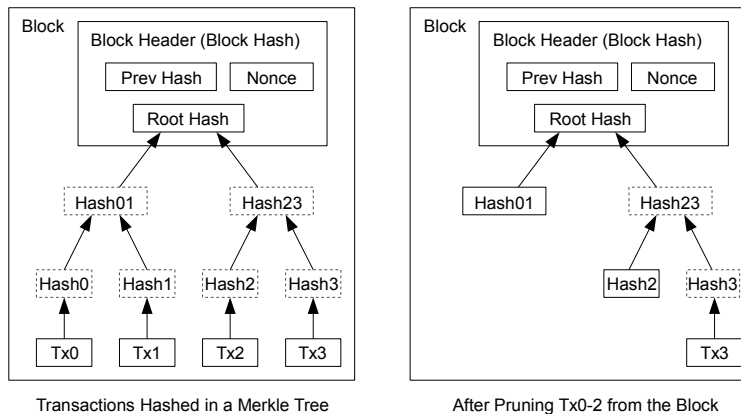 Block
Block Header (Block Hash)
Prev Hash
Nonce
Root Hash
Hash01
Hash23
Hash0
Hash1
Hash2
Hash3
Tx0
Tx1
Tx2
Tx3
Transactions Hashed in a Merkle Tree
Block
Block Header (Block Hash)
Prev Hash
Nonce
Root Hash
Hash01
Hash23
Hash2
Hash3
Tx3
After Pruning Tx0-2 from the Block